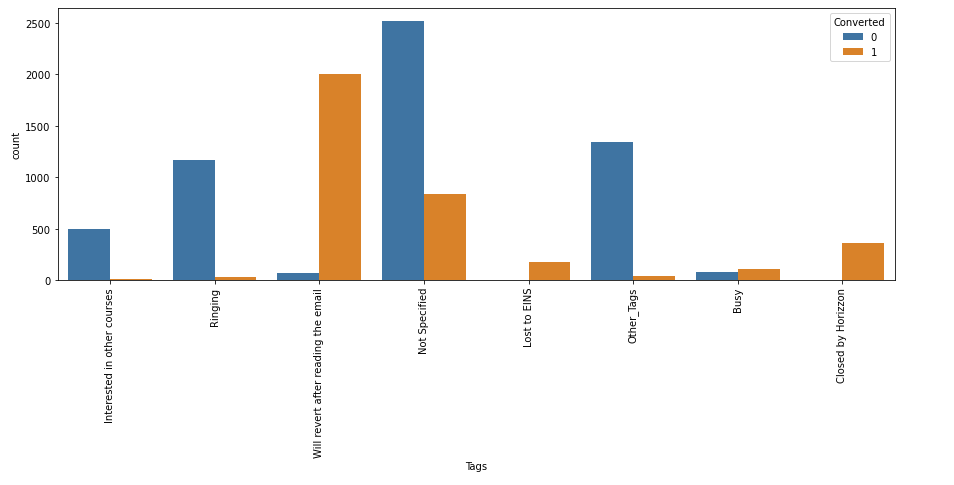 2500
2000
1500
1000
500
0
count
Converted
0
1
Interested in other courses
Ringing
Will revert after reading the email
Not Specified
Lost to EINS
Other_Tags
Busy
Closed by Horizzon
Tags